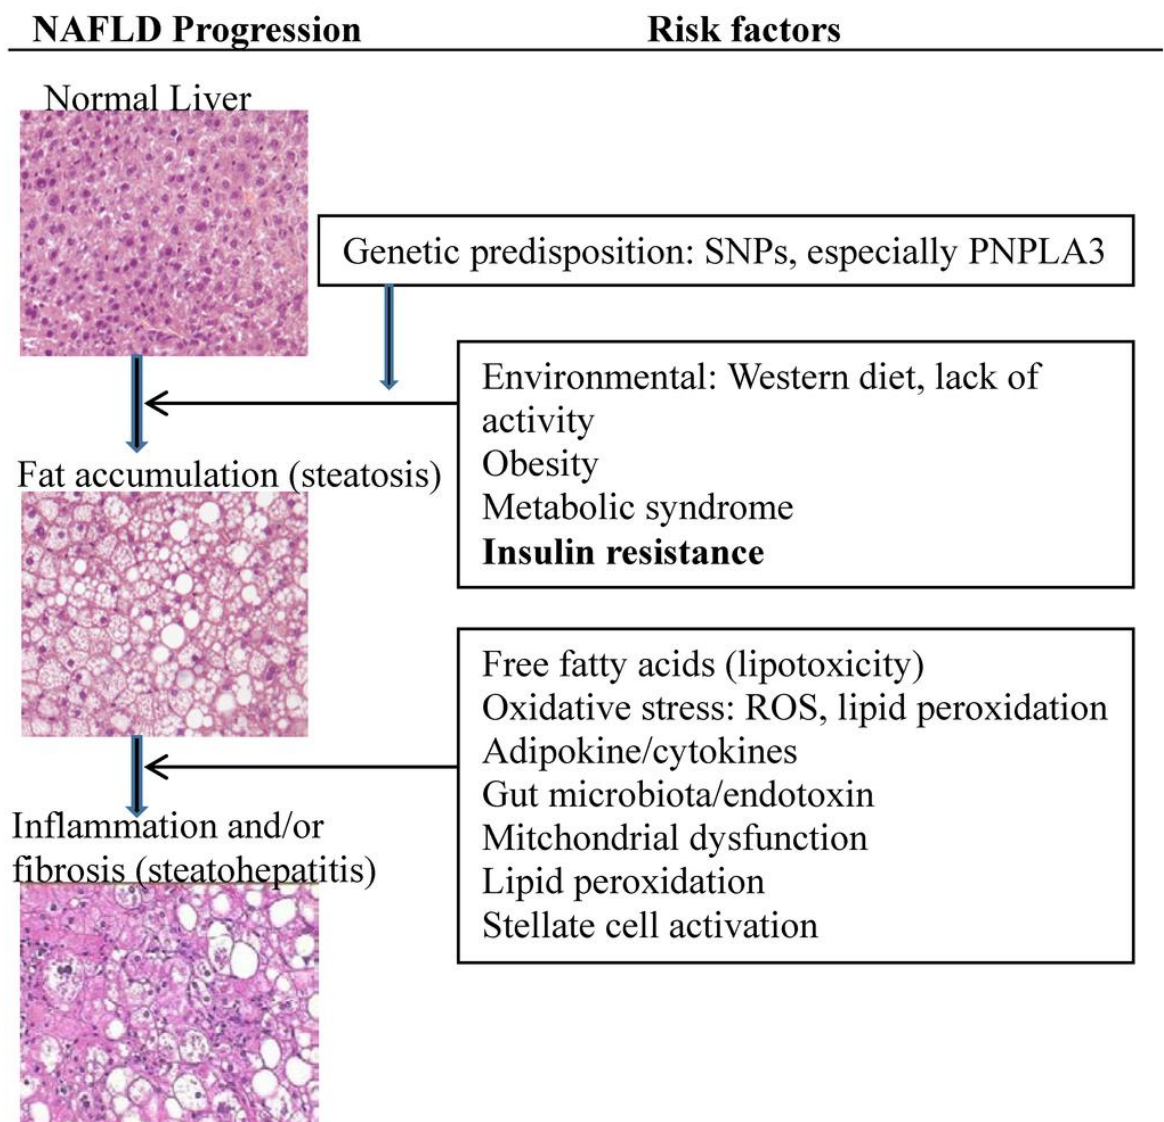 NAFLD Progression
Risk factors
Normal Liver
Genetic predisposition: SNPs, especially PNPLA3
Environmental: Western diet, lack of
activity
Obesity
Metabolic syndrome
Insulin resistance
Fat accumulation (steatosis)
Free fatty acids (lipotoxicity)
Oxidative stress: ROS, lipid peroxidation
Adipokine/cytokines
Gut microbiota/endotoxin
Mitchondrial dysfunction
Lipid peroxidation
Stellate cell activation
Inflammation and/or
fibrosis (steatohepatitis)